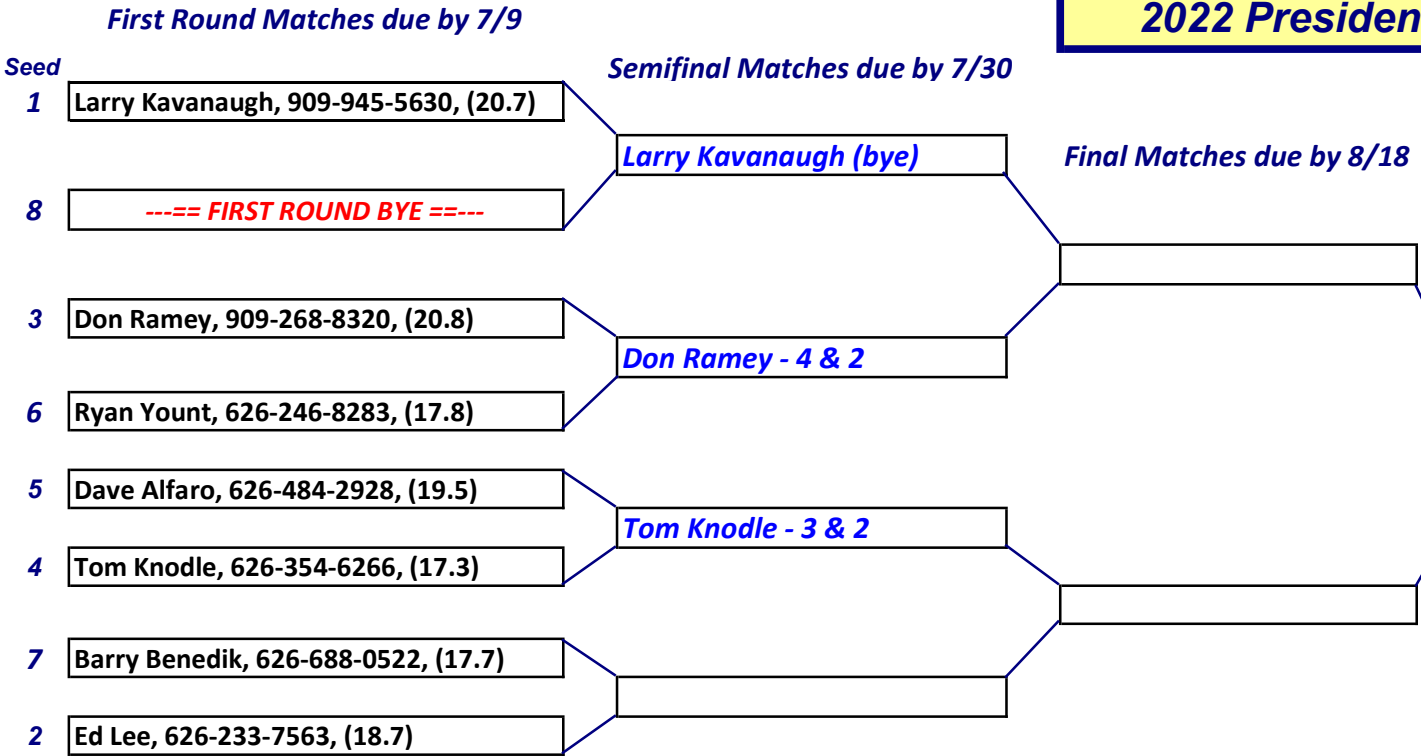 First Round Matches due by 7/9
2022 Presiden
Seed
Semifinal Matches due by 7/30
1 Larry Kavanaugh, 909-945-5630, (20.7)
Larry Kavanaugh (bye)
Final Matches due by 8/18
8 ---== FIRST ROUND BYE ==---
3 Don Ramey, 909-268-8320, (20.8)
Don Ramey - 4 & 2
6 Ryan Yount, 626-246-8283, (17.8)
5 Dave Alfaro, 626-484-2928, (19.5)
Tom Knodle - 3 & 2
4 Tom Knodle, 626-354-6266, (17.3)
7 Barry Benedik, 626-688-0522, (17.7)
2 Ed Lee, 626-233-7563, (18.7)